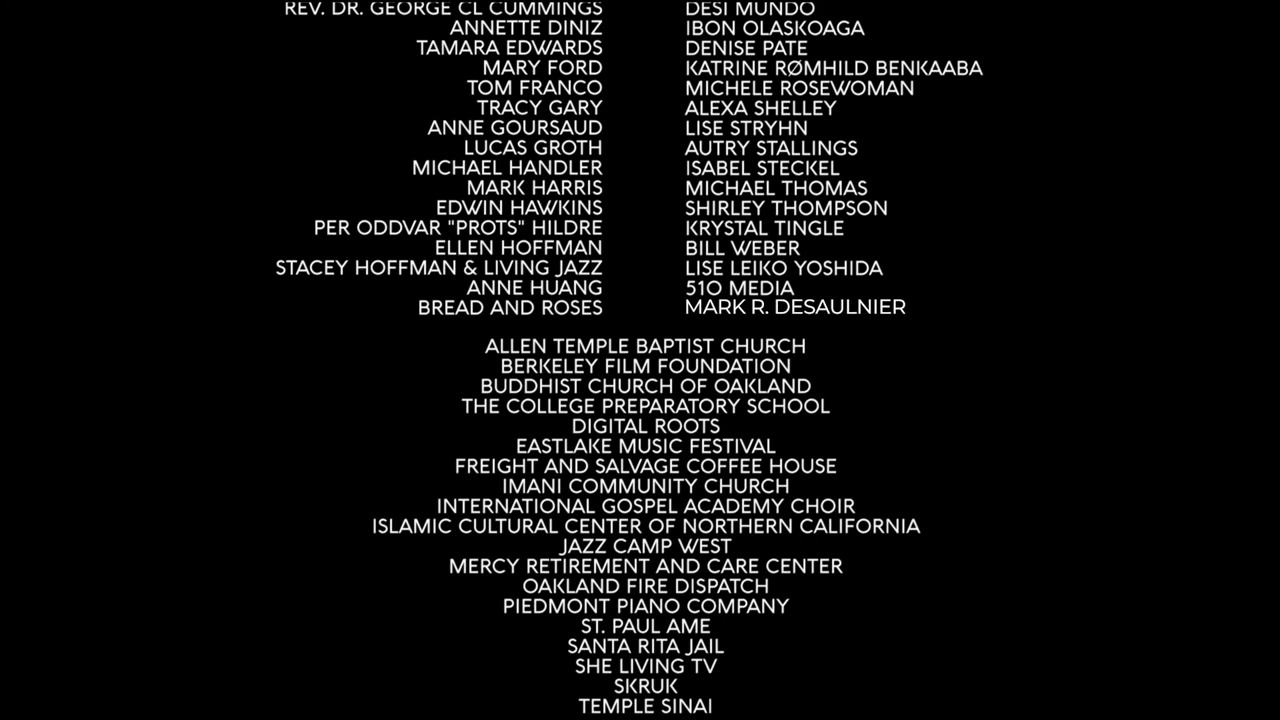 REV. DR. GEORGE CL CUMMINGS
ANNETTE DINIZ
TAMARA EDWARDS
MARY FORD
TOM FRANCO
TRACY GARY
ANNE GOURSAUD
LUCAS GROTH
MICHAEL HANDLER
MARK HARRIS
EDWIN HAWKINS
PER ODDVAR "PROTS" HILDRE
ELLEN HOFFMAN
STACEY HOFFMAN & LIVING JAZZ
ANNE HUANG
BREAD AND ROSES
DESI MUNDO
IBON OLASKOAGA
DENISE PATE
KATRINE RØMHILD BENKAABA
MICHELE ROSEWOMAN
ALEXA SHELLEY
LISE STRYHN
AUTRY STALLINGS
ISABEL STECKEL
MICHAEL THOMAS
SHIRLEY THOMPSON
KRYSTAL TINGLE
BILL WEBER
LISE LEIKO YOSHIDA
510 MEDIA
MARK R. DESAULNIER
ALLEN TEMPLE BAPTIST CHURCH
BERKELEY FILM FOUNDATION
BUDDHIST CHURCH OF OAKLAND
THE COLLEGE PREPARATORY SCHOOL
DIGITAL ROOTS
EASTLAKE MUSIC FESTIVAL
FREIGHT AND SALVAGE COFFEE HOUSE
IMANI COMMUNITY CHURCH
INTERNATIONAL GOSPEL ACADEMY CHOIR
ISLAMIC CULTURAL CENTER OF NORTHERN CALIFORNIA
JAZZ CAMP WEST
MERCY RETIREMENT AND CARE CENTER
OAKLAND FIRE DISPATCH
PIEDMONT PIANO COMPANY
ST. PAUL AME
SANTA RITA JAIL
SHE LIVING TV
SKRUK
TEMPLE SINAI